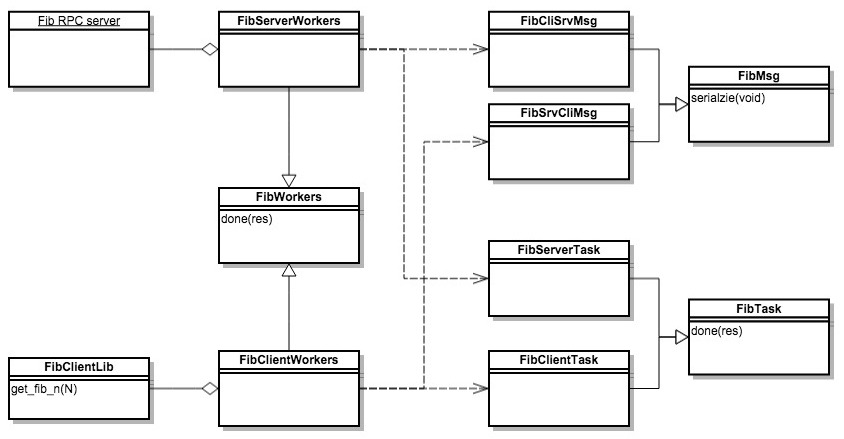 Fib RPC server
FibServerWorkers
FibCliSrvMsg
FibMsg
serialzie(void)
FibSrvCliMsg
FibWorkers
done(res)
FibServerTask
FibTask
done(res)
FibClientLib
get_fib_n(N)
FibClientWorkers
FibClientTask